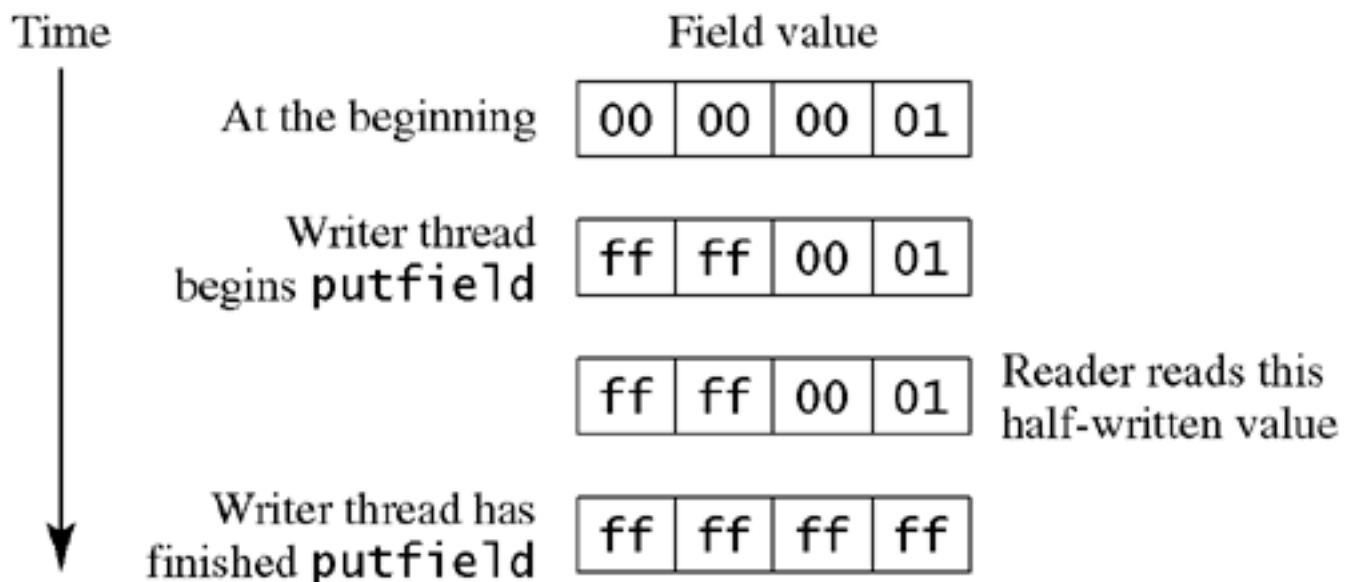 Time Field value
At the beginning 00 00 00 01
Writer thread
begins putfield ff ff 00 01
ff ff 00 01 Reader reads this
half-written value
Writer thread has
finished putfield ff ff ff ff